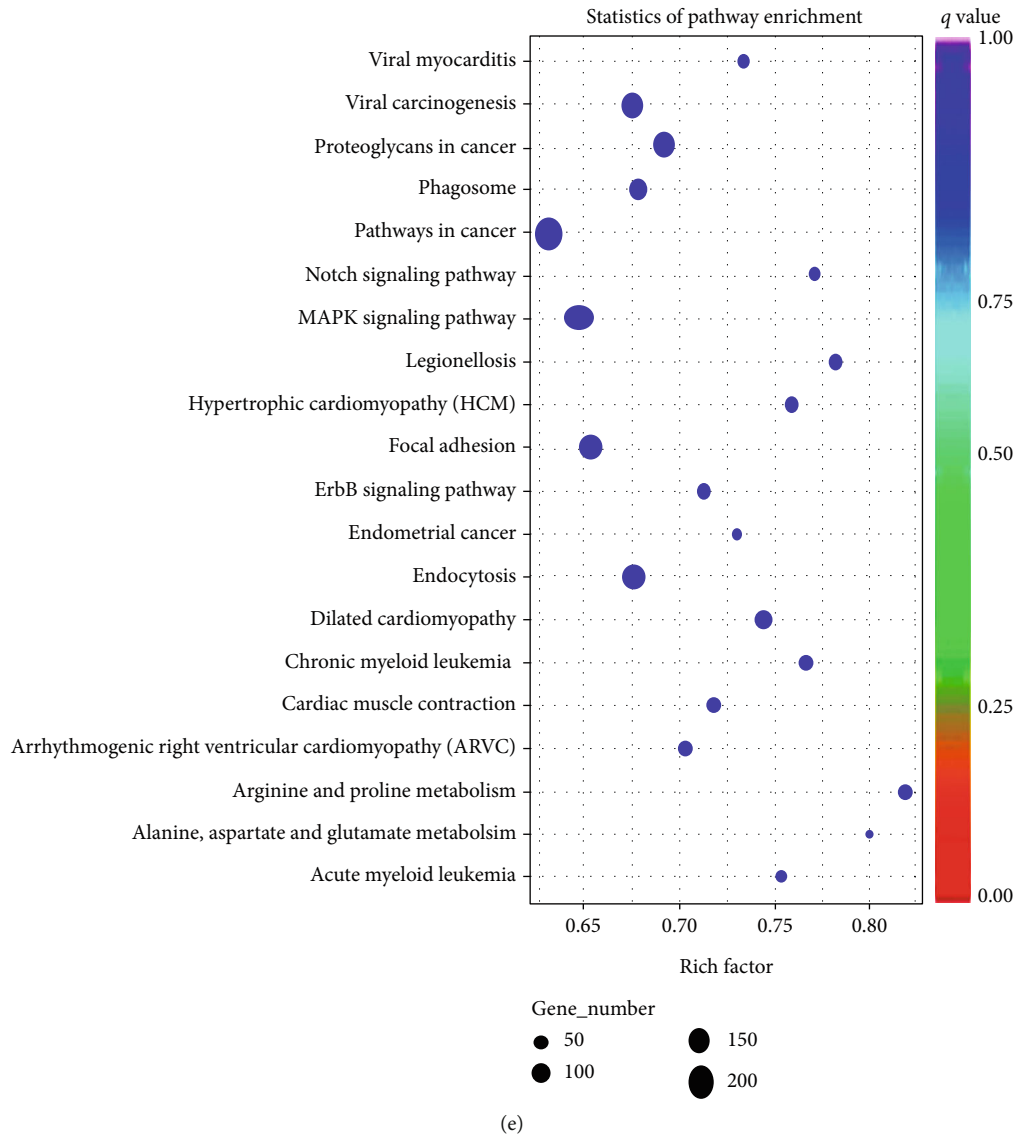 Statistics of pathway enrichment
q value
Viral myocarditis
Viral carcinogenesis
Proteoglycans in cancer
Phagosome
Pathways in cancer
Notch signaling pathway
MAPK signaling pathway
Legionellosis
Hypertrophic cardiomyopathy (HCM)
Focal adhesion
ErbB signaling pathway
Endometrial cancer
Endocytosis
Dilated cardiomyopathy
Chronic myeloid leukemia
Cardiac muscle contraction
Arrhythmogenic right ventricular cardiomyopathy (ARVC)
Arginine and proline metabolism
Alanine, aspartate and glutamate metabolsim
Acute myeloid leukemia
1.00
0.75
0.50
0.25
0.00
0.65 0.70 0.75 0.80
Rich factor
Gene_number
50 150
100 200
(e)